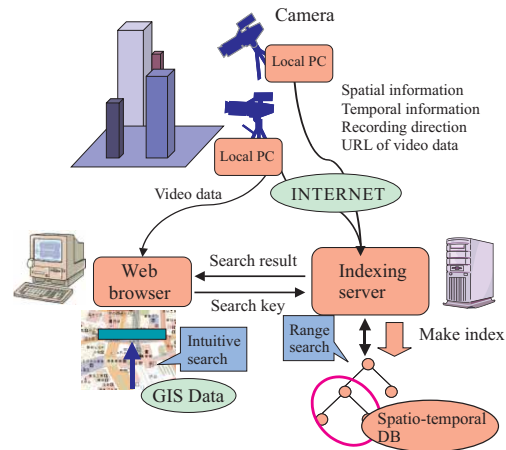 Camera
Local PC
Local PC
Spatial information
Temporal information
Recording direction
URL of video data
INTERNET
Video data
Web
browser
Search result
Search key
Indexing
server
Intuitive
search
GIS Data
Range
search
Make index
Spatio-temporal
DB